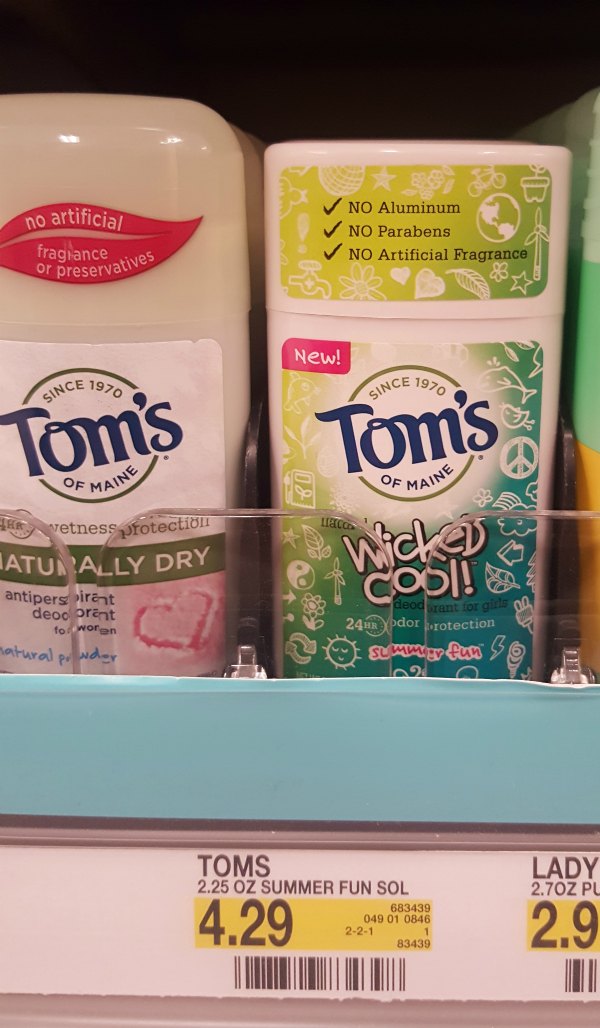 no artificial
fragrance
or preservatives
SINCE 1970
TOM'S
OF MAINE
wetness protection
NATURALLY DRY
antiperspirant
deodorant
for women
natural powder
✓ NO Aluminum
✓ NO Parabens
✓ NO Artificial Fragrance
New!
SINCE 1970
TOM'S
OF MAINE
Wicked
cool!
deodorant for girls
24HR odor protection
summer fun
TOMS
2.25 OZ SUMMER FUN SOL
4.29
683439
049 01 0846
2-2-1 1
83439
LADY
2.7OZ PU
2.9